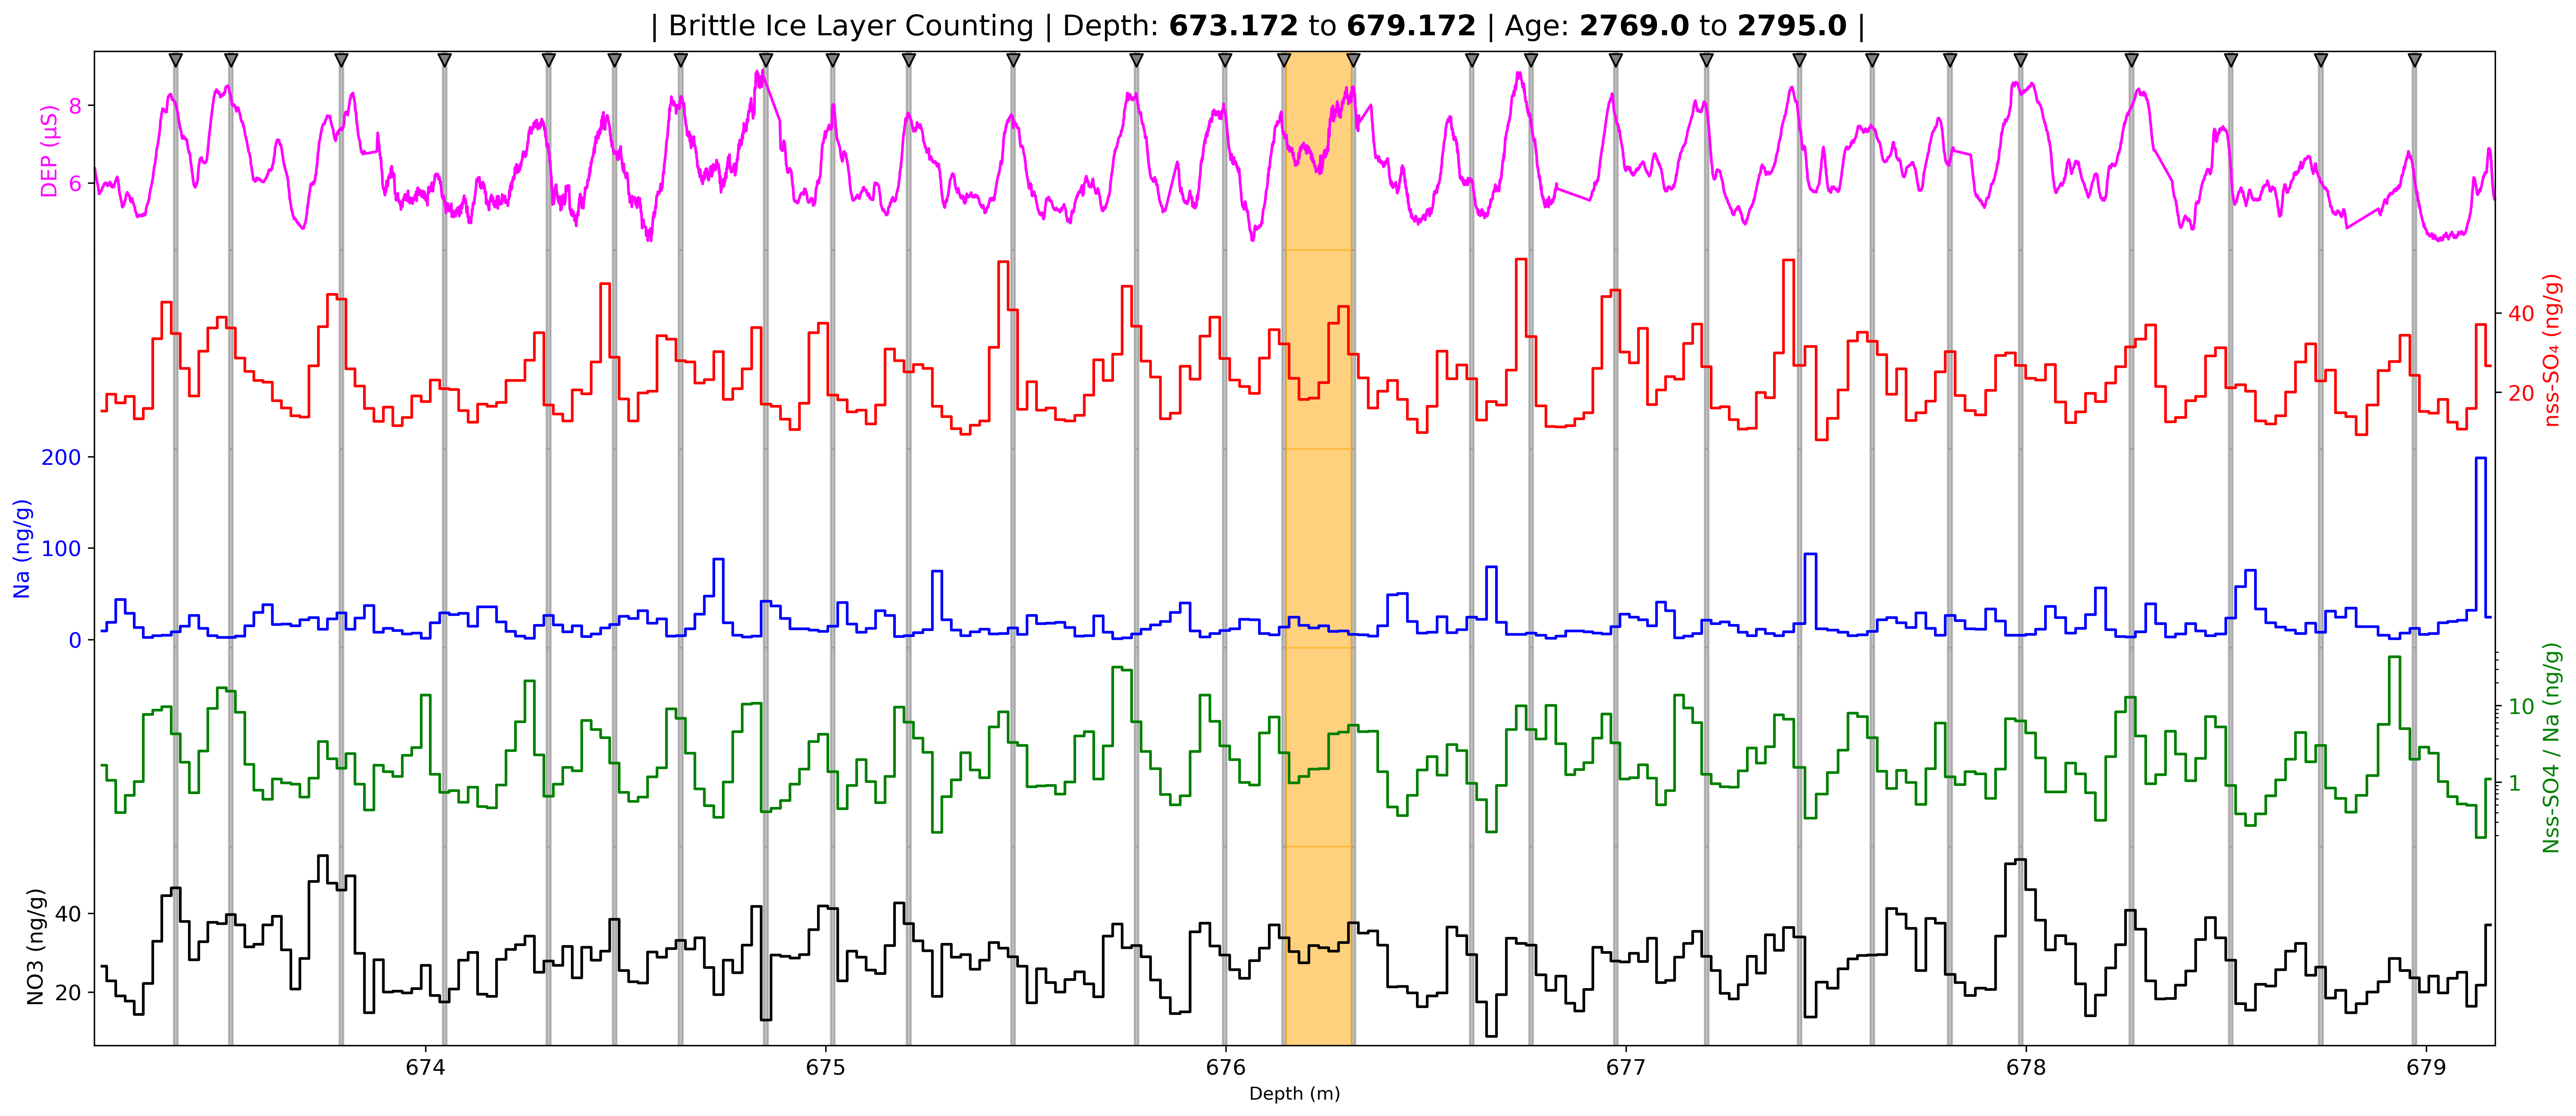 | Brittle Ice Layer Counting | Depth: 673.172 to 679.172 | Age: 2769.0 to 2795.0 |
DEP (µS)
8
6
nss-SO₄ (ng/g)
40
20
Na (ng/g)
200
100
0
Nss-SO4 / Na (ng/g)
10
1
NO3 (ng/g)
40
20
674 675 676 677 678 679
Depth (m)